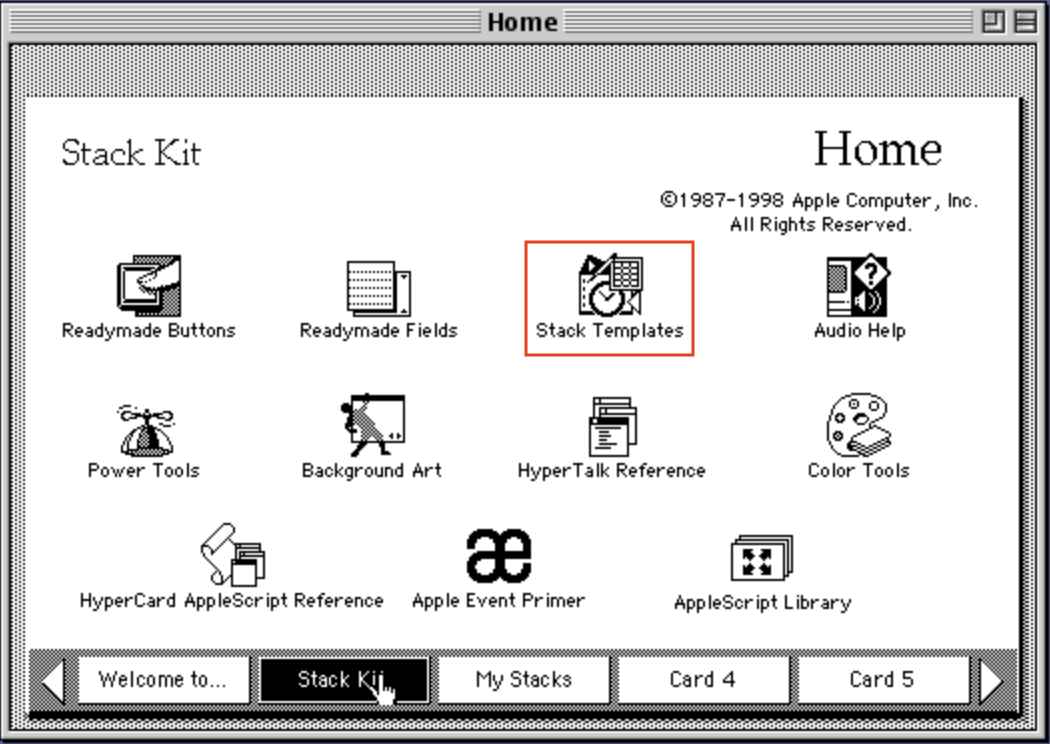 Home
Stack Kit
Home
©1987-1998 Apple Computer, Inc.
All Rights Reserved.
Readymade Buttons
Readymade Fields
Stack Templates
Audio Help
Power Tools
Background Art
HyperTalk Reference
Color Tools
æ
HyperCard AppleScript Reference
Apple Event Primer
AppleScript Library
Welcome to...
Stack Kit
My Stacks
Card 4
Card 5